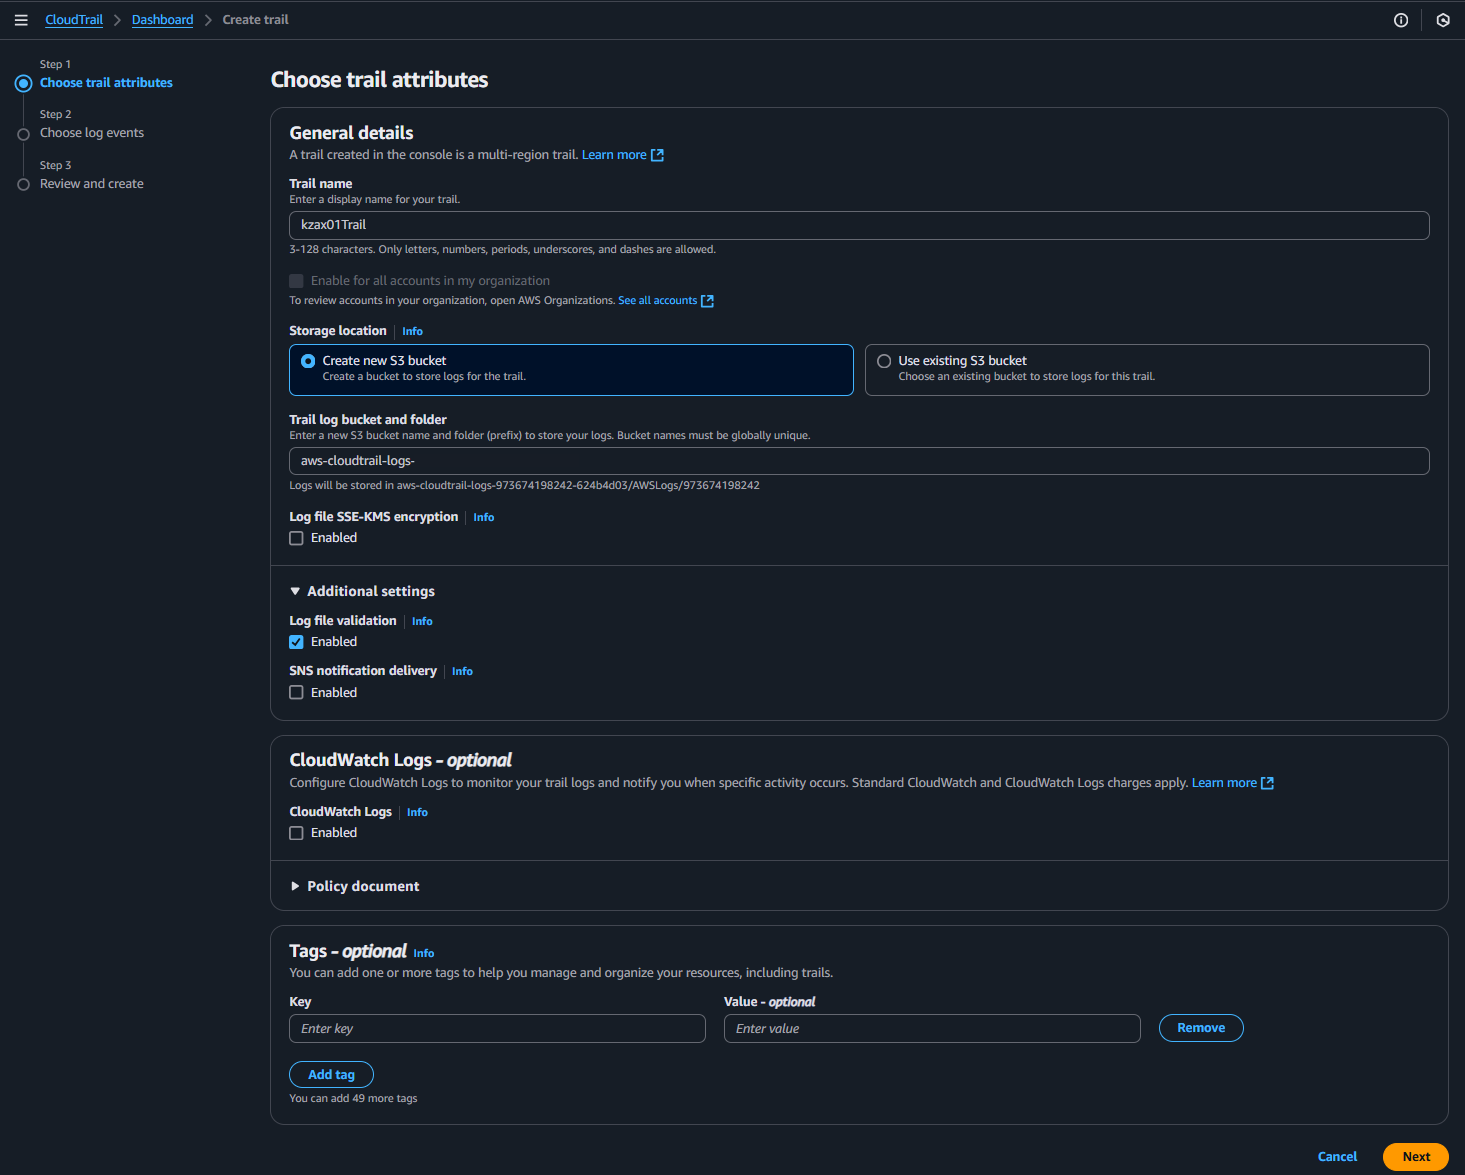 CloudTrail > Dashboard > Create trail
Step 1
Choose trail attributes
Step 2
Choose log events
Step 3
Review and create
Choose trail attributes
General details
A trail created in the console is a multi-region trail. Learn more
Trail name
Enter a display name for your trail.
kzax01Trail
3-128 characters. Only letters, numbers, periods, underscores, and dashes are allowed.
Enable for all accounts in my organization
To review accounts in your organization, open AWS Organizations. See all accounts
Storage location | Info
Create new S3 bucket
Create a bucket to store logs for the trail.
Use existing S3 bucket
Choose an existing bucket to store logs for this trail.
Trail log bucket and folder
Enter a new S3 bucket name and folder (prefix) to store your logs. Bucket names must be globally unique.
aws-cloudtrail-logs-
Logs will be stored in aws-cloudtrail-logs-973674198242-624b4d03/AWSLogs/973674198242
Log file SSE-KMS encryption | Info
Enabled
Additional settings
Log file validation | Info
Enabled
SNS notification delivery | Info
Enabled
CloudWatch Logs - optional
Configure CloudWatch Logs to monitor your trail logs and notify you when specific activity occurs. Standard CloudWatch and CloudWatch Logs charges apply. Learn more
CloudWatch Logs | Info
Enabled
Policy document
Tags - optional Info
You can add one or more tags to help you manage and organize your resources, including trails.
Key
Value - optional
Enter key
Enter value
Remove
Add tag
You can add 49 more tags
Cancel
Next